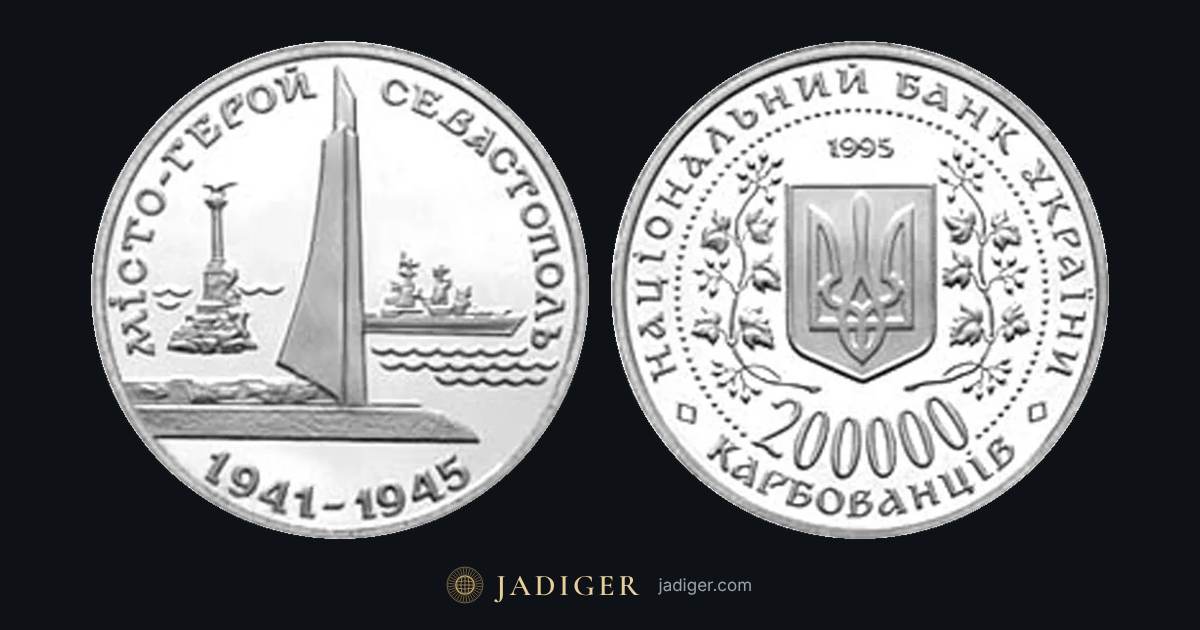 МІСТО-ГЕРОЙ СЕВАСТОПОЛЬ
1941-1945
НАЦІОНАЛЬНИЙ БАНК УКРАЇНИ
1995
200000
КАРБОВАНЦІВ
JADIGER jadiger.com